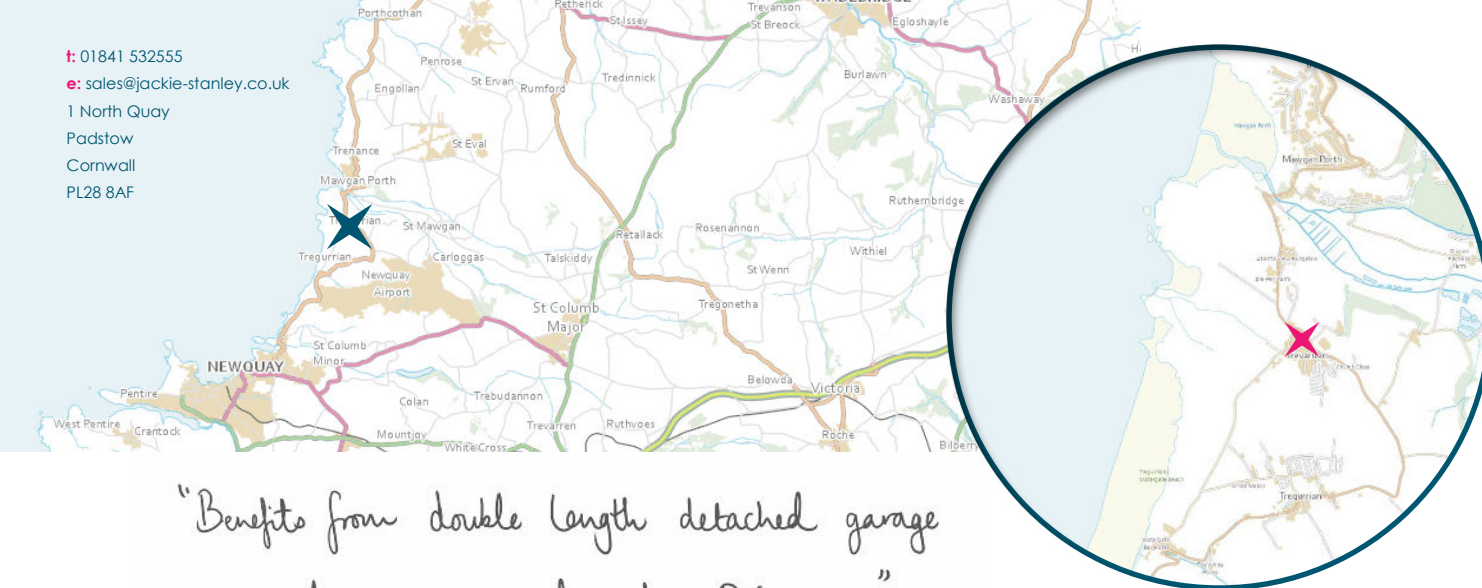 t: 01841 532555
e: sales@jackie-stanley.co.uk
1 North Quay
Padstow
Cornwall
PL28 8AF
Porthcothan
Petherick
St Issey
Trevanson
St Breock
WADEBRIDGE
Egloshayle
Penrose
Engollan
St Ervan
Rumford
Tredinnick
Burlawn
Washaway
Trenance
St Eval
Mawgan Porth
St Mawgan
Ruthernbridge
Retallack
Rosenannon
Withiel
Tregurrian
Carloggas
Talskiddy
St Wenn
Newquay
Airport
Tregonetha
St Columb
Major
NEWQUAY
St Columb
Minor
Belowda
Victoria
Pentire
Colan
Trebudannon
West Pentire
Crantock
Mountjoy
Trevarren
Ruthvoes
Roche
White Cross
Bilberry
Mawgan Porth
Mawgan Porth
Tregurrian
"Benefits from double length detached garage